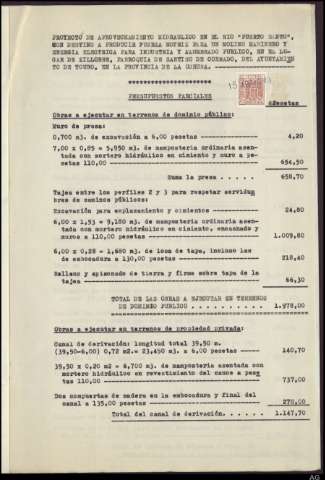 PROYECTO DE APROVECHAMIENTO HIDRAULICO EN EL RIO "PUERTO SANTO",
CON DESTINO A PRODUCIR FUERZA MOTRIZ PARA UN MOLINO HARINERO Y
ENERGIA ELECTRICA PARA INDUSTRIA Y ALUMBRADO PUBLICO, EN EL LU-
GAR DE PARROQUIA DE SANTIGO DE DEL AYUNTAMIEN
TO DE TOURO, EN LA PROVINCIA DE LA CORUÑA.
PRESUPUESTOS PARCIALES
Pesetas
Obras a ejecutar en terrenos de dominio público:
Muro de presa:
0,700 m3. de excavación a 6,00 pesetas 4,20
7,00 x 0,85 = 5,950 m3. de mampostería ordinaria asen-
tada con mortero hidráulico en cimiento y muro a pe-
setas 110,00 654,50
Suma la presa . . . . . 658,70
Tajea entre los perfiles 2 y 3 para respetar servidum
bres de caminos públicos:
Excavación para emplazamiento y cimientos 24,80
6,00 x 1,53 = 9,180 m3. de mampostería ordinaria asen
tada con mortero hidráulico en cimiento, encachado y
muros a 110,00 pesetas 1.009,80
6,00 x 0,28 = 1,680 m3. de losa de tapa, incluso los
de embocadura a 130,00 pesetas 218,40
Relleno y apisonado de tierra y firme sobre tapa de la
tajea 66,30
TOTAL DE LAS OBRAS A EJECUTAR EN TERRENOS
DE DOMINIO PUBLICO . . . . . 1.978,00
Obras a ejecutar en terrenos de propiedad privada:
Canal de derivación: longitud total 39,50 m.
(39,50-6,00) 0,72 m2.= 23,450 m3. a 6,00 pesetas 140,70
39,50 x 0,20 m2 = 6,700 m3. de mampostería asentada con
mortero hidráulico en revestimiento del canal a pese
tas 110,00 737,00
Dos compuertas de madera en la embocadura y final del
canal a 135,00 pesetas 270,00
Total del canal de derivación. . . . . . 1.147,70
AG